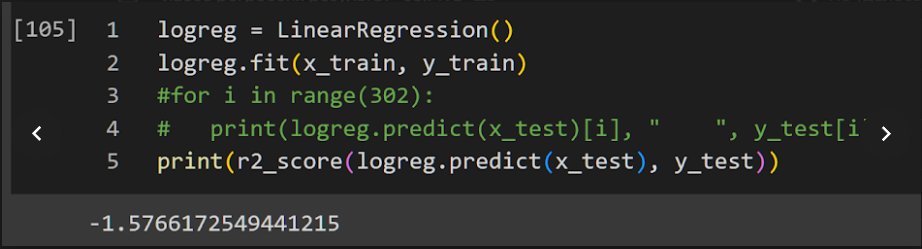 [105] 1 logreg = LinearRegression()
2 logreg.fit(x_train, y_train)
3 #for i in range(302):
4 #   print(logreg.predict(x_test)[i], "    ", y_test[i
5 print(r2_score(logreg.predict(x_test), y_test))
-1.5766172549441215